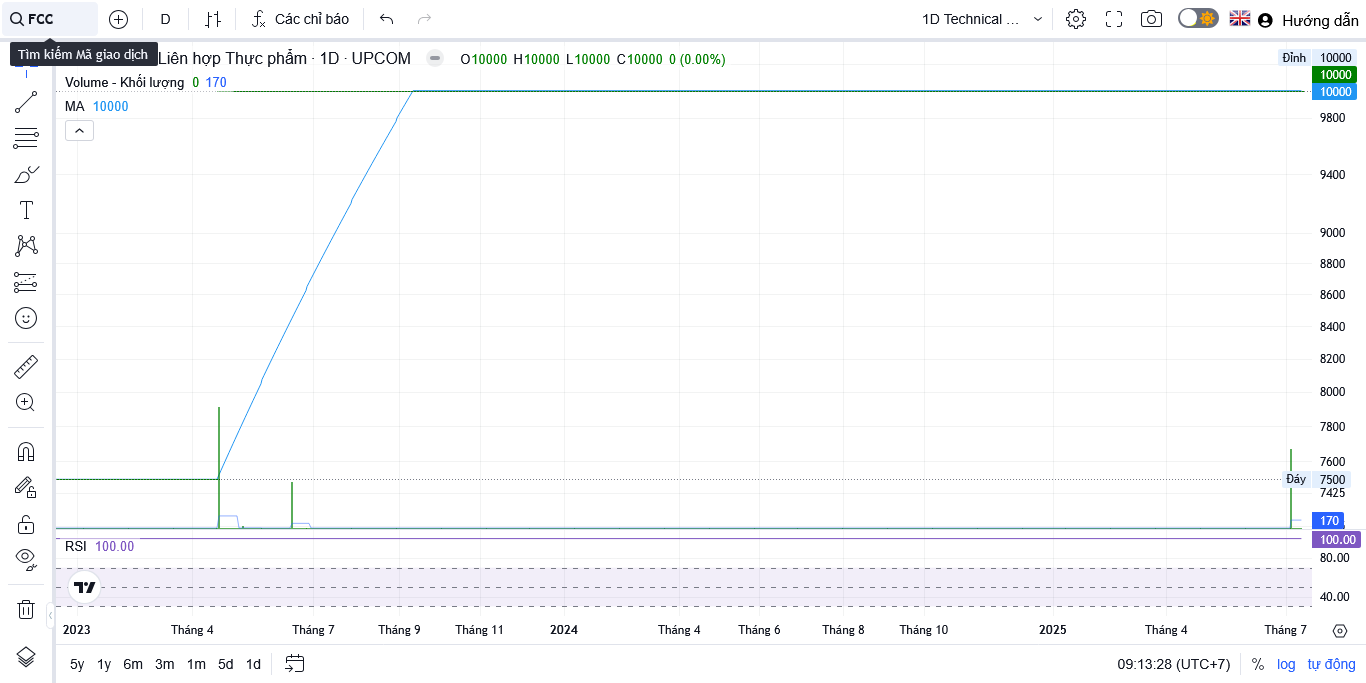 FCC
D
Các chỉ báo
1D Technical ...
Hướng dẫn
Tìm kiếm Mã giao dịch
Liên hợp Thực phẩm · 1D · UPCOM
O10000 H10000 L10000 C10000 0 (0.00%)
Volume - Khối lượng 0 170
MA 10000
Đỉnh 10000
10000
10000
9800
9400
9000
8800
8600
8400
8200
8000
7800
7600
Đáy 7500
7425
170
RSI 100.00
100.00
80.00
40.00
2023 Tháng 4 Tháng 7 Tháng 9 Tháng 11 2024 Tháng 4 Tháng 6 Tháng 8 Tháng 10 2025 Tháng 4 Tháng 7
5y 1y 6m 3m 1m 5d 1d
09:13:28 (UTC+7) % log tự động